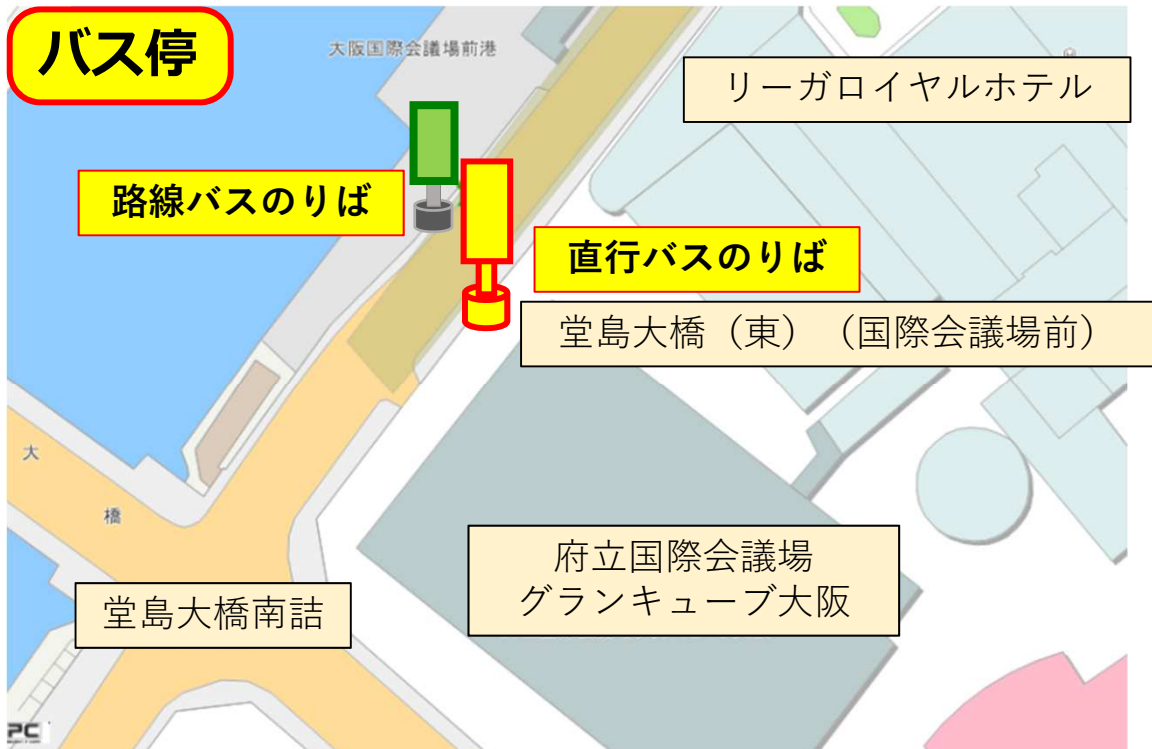 バス停
大阪国際会議場前港
リーガロイヤルホテル
路線バスのりば
直行バスのりば
堂島大橋（東）（国際会議場前）
大
橋
府立国際会議場
グランキューブ大阪
堂島大橋南詰
PC